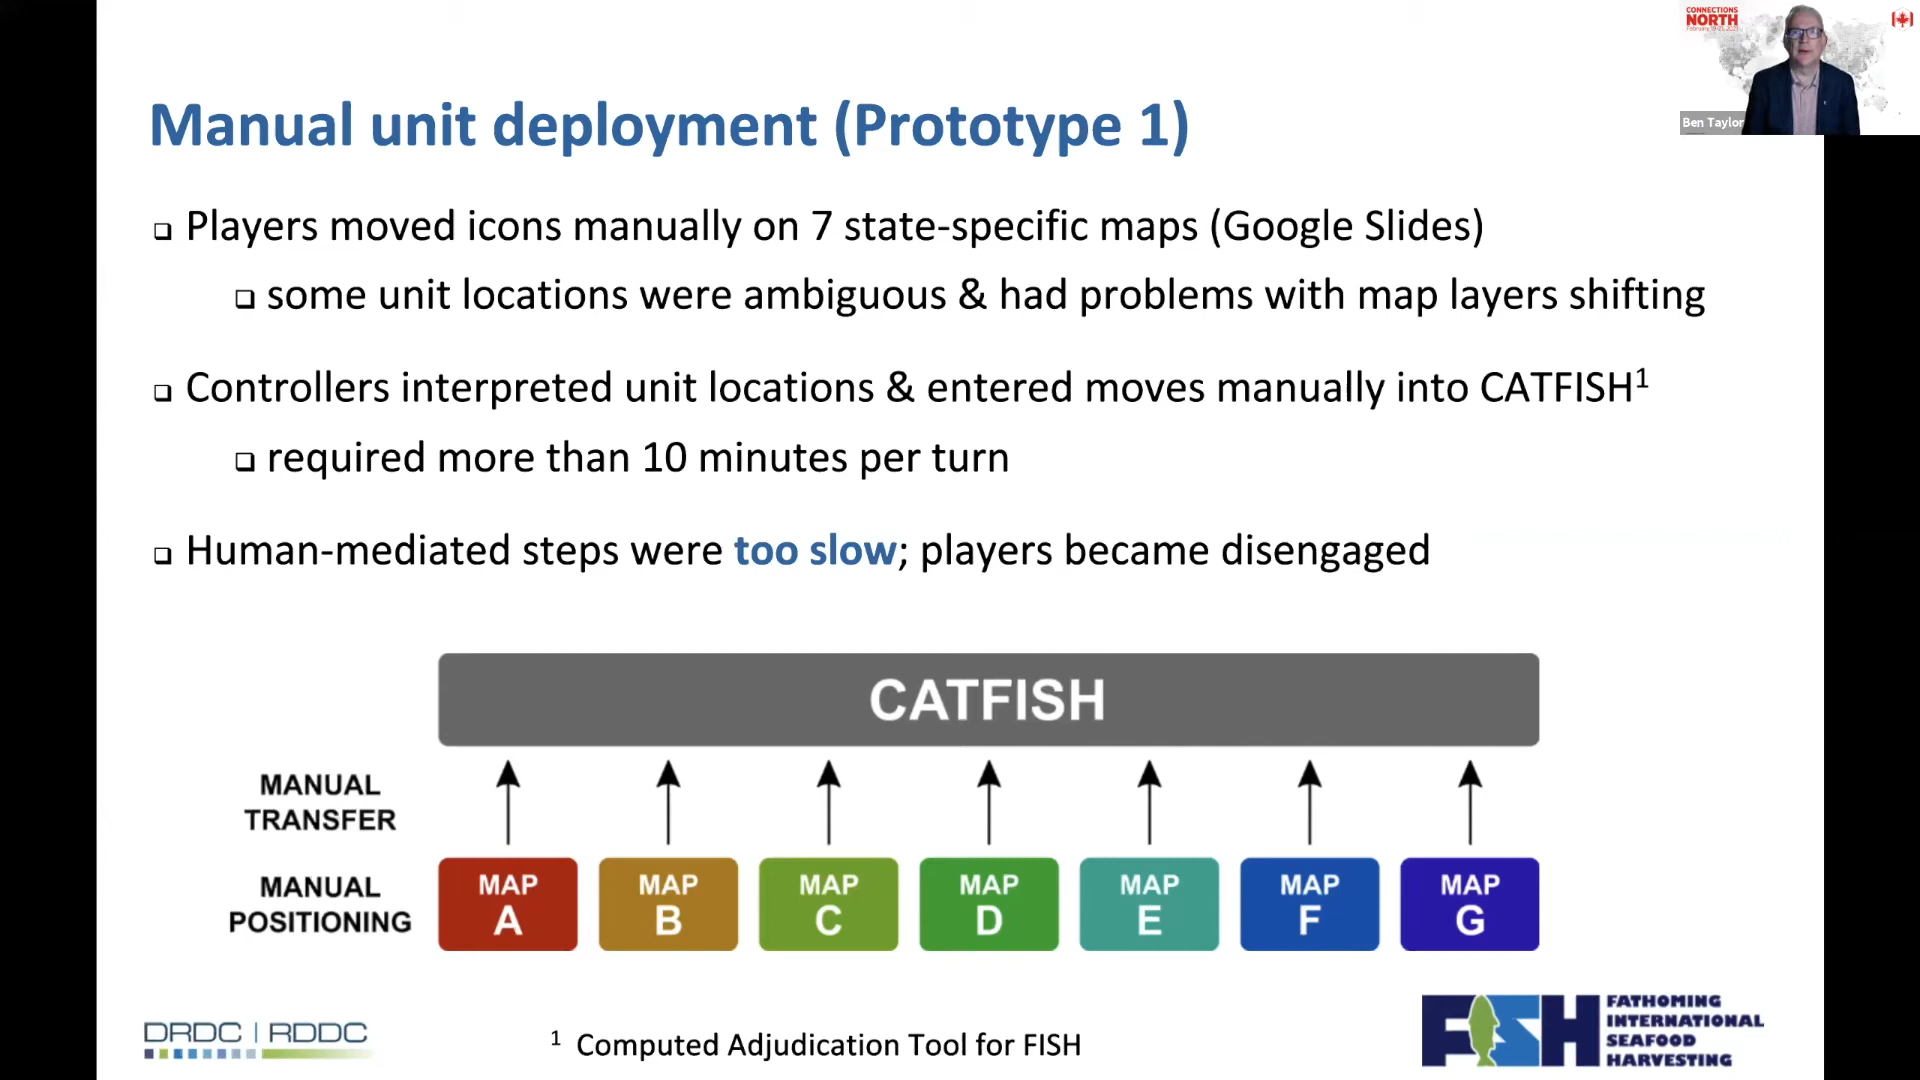 CONNECTIONS
NORTH
Ben Taylor
Manual unit deployment (Prototype 1)
Players moved icons manually on 7 state-specific maps (Google Slides)
some unit locations were ambiguous & had problems with map layers shifting
Controllers interpreted unit locations & entered moves manually into CATFISH¹
required more than 10 minutes per turn
Human-mediated steps were too slow; players became disengaged
CATFISH
MANUAL
TRANSFER
MANUAL
POSITIONING
MAP
A
MAP
B
MAP
C
MAP
D
MAP
E
MAP
F
MAP
G
DRDC | RDDC
¹ Computed Adjudication Tool for FISH
FISH
FATHOMING
INTERNATIONAL
SEAFOOD
HARVESTING